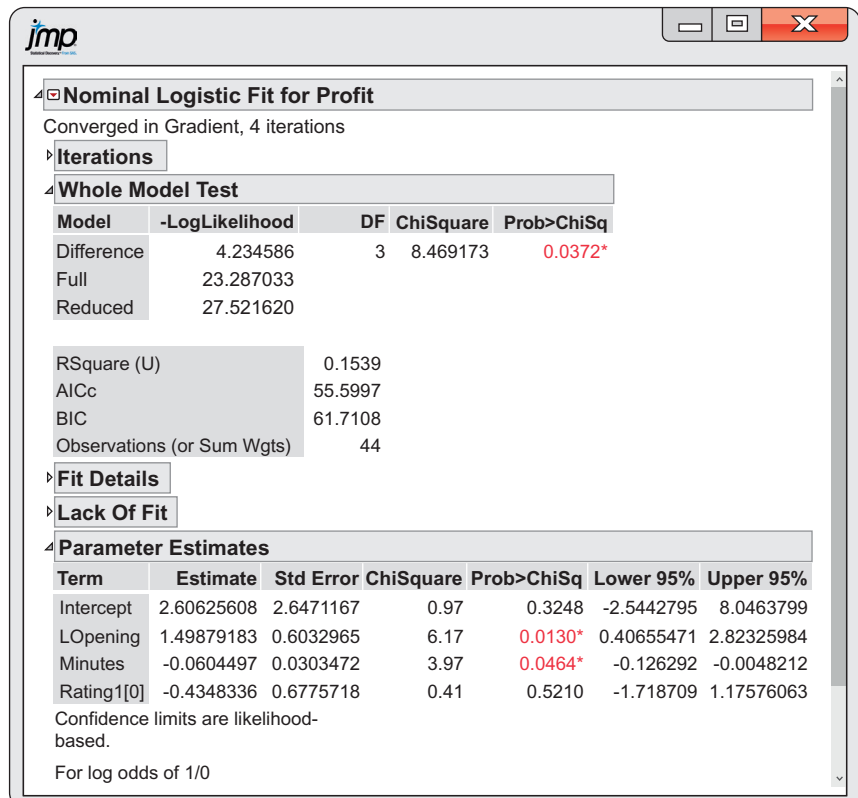 jmp
Nominal Logistic Fit for Profit
Converged in Gradient, 4 iterations
Iterations
Whole Model Test
Model -LogLikelihood DF ChiSquare Prob>ChiSq
Difference 4.234586 3 8.469173 0.0372*
Full 23.287033
Reduced 27.521620
RSquare (U) 0.1539
AICc 55.5997
BIC 61.7108
Observations (or Sum Wgts) 44
Fit Details
Lack Of Fit
Parameter Estimates
Term Estimate Std Error ChiSquare Prob>ChiSq Lower 95% Upper 95%
Intercept 2.60625608 2.6471167 0.97 0.3248 -2.5442795 8.0463799
LOpening 1.49879183 0.6032965 6.17 0.0130* 0.40655471 2.82325984
Minutes -0.0604497 0.0303472 3.97 0.0464* -0.126292 -0.0048212
Rating1[0] -0.4348336 0.6775718 0.41 0.5210 -1.718709 1.17576063
Confidence limits are likelihood-
based.
For log odds of 1/0